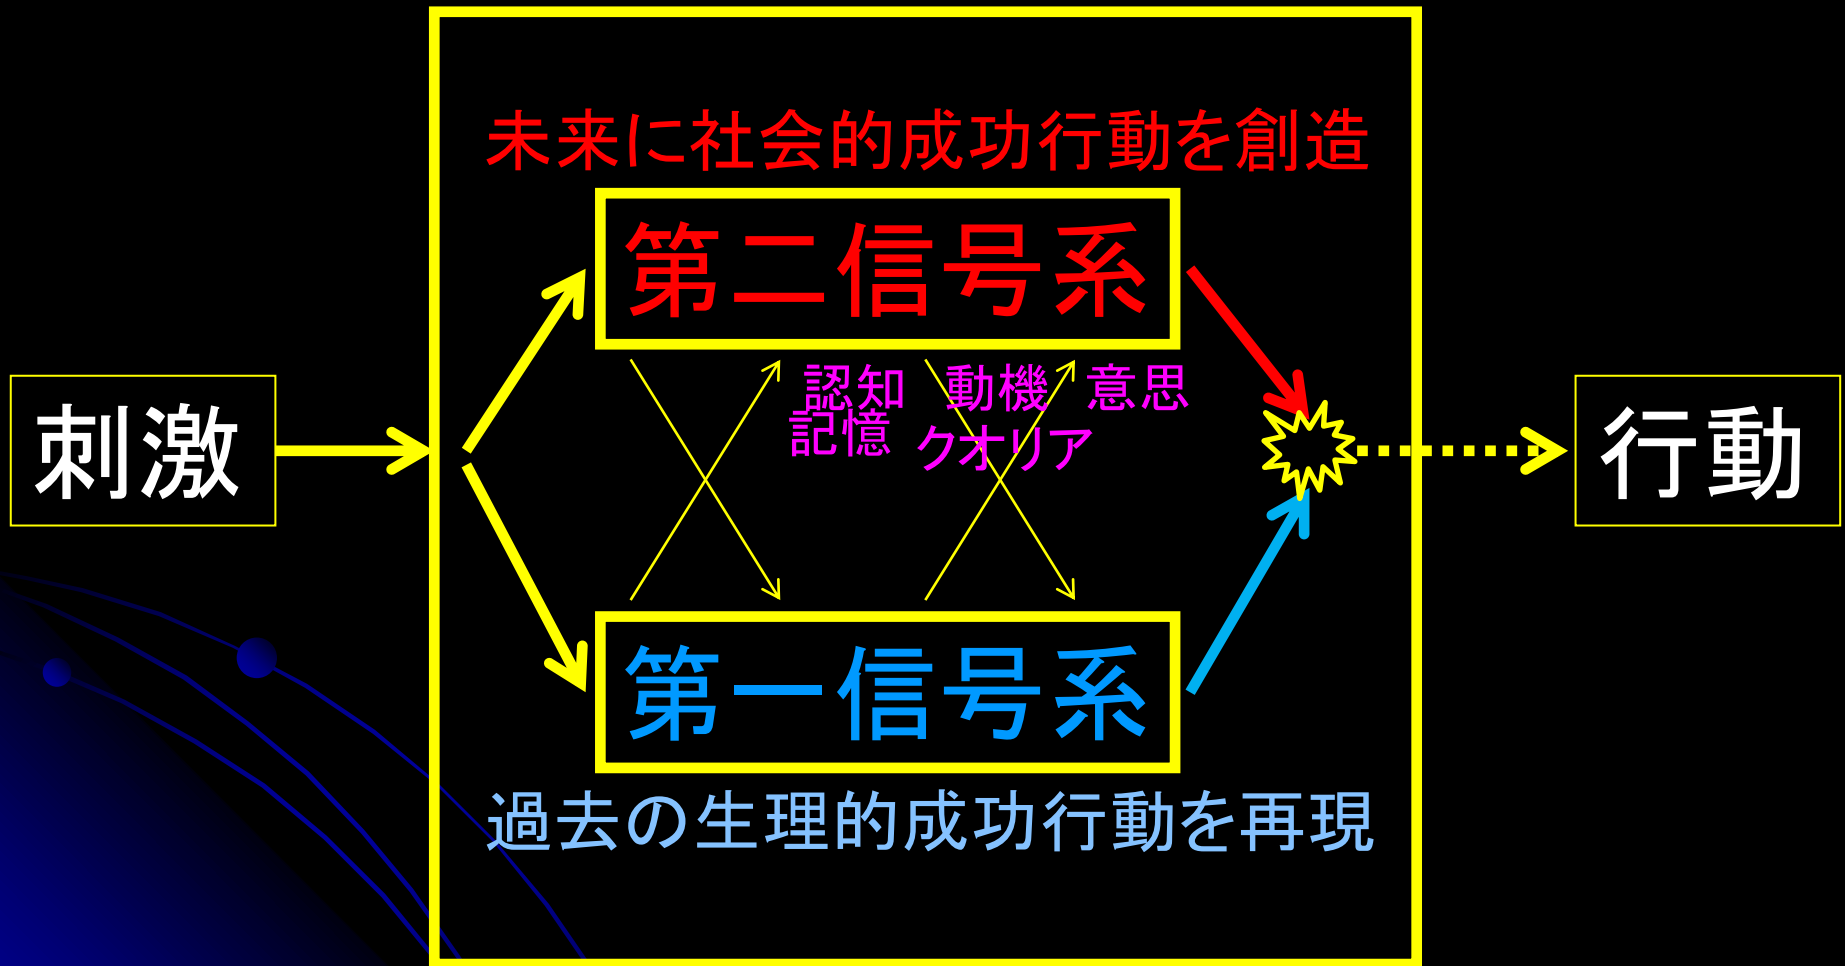 未来に社会的成功行動を創造
第二信号系
認知　動機　意思
記憶　クオリア
刺激
行動
第一信号系
過去の生理的成功行動を再現